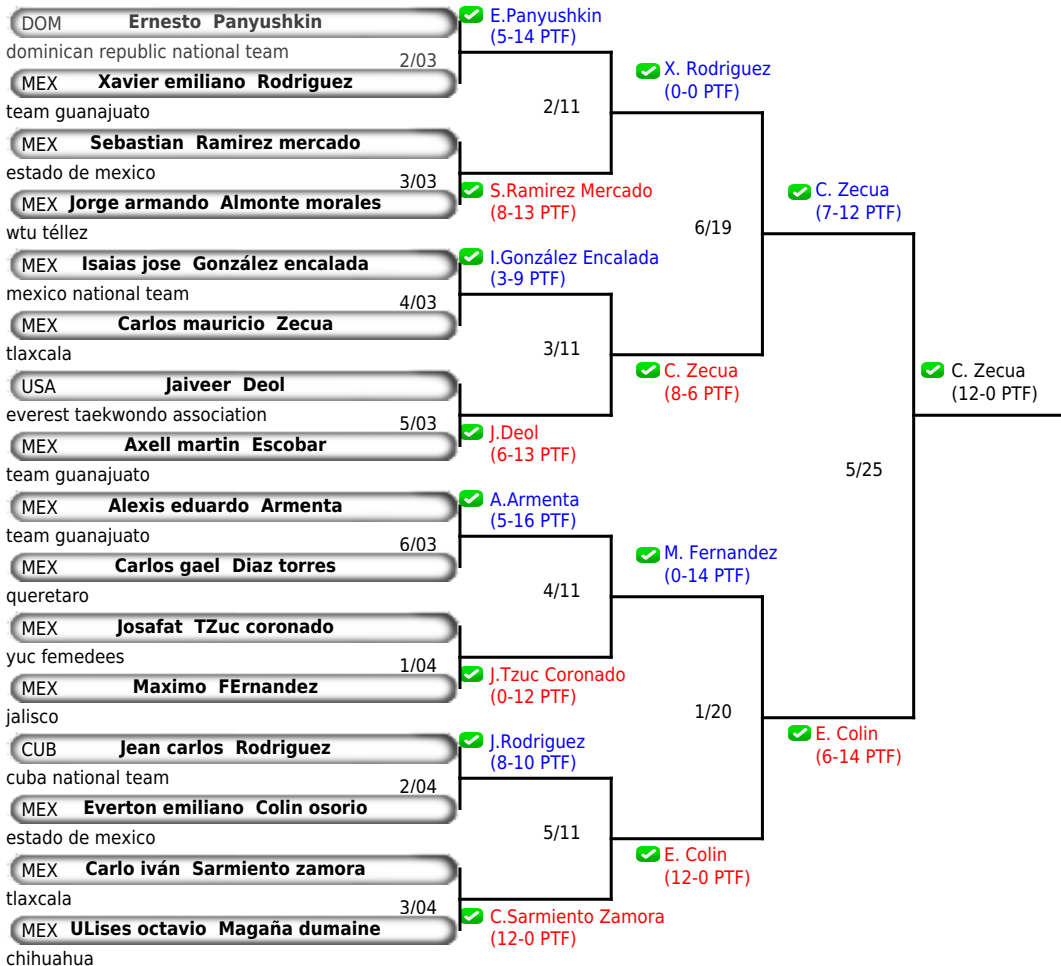 DOM Ernesto Panyushkin
dominican republic national team
2/03
MEX Xavier emiliano Rodriguez
team guanajuato
MEX Sebastian Ramirez mercado
estado de mexico
3/03
MEX Jorge armando Almonte morales
wtu téllez
MEX Isaias jose González encalada
mexico national team
4/03
MEX Carlos mauricio Zecua
tlaxcala
USA Jaiveer Deol
everest taekwondo association
5/03
MEX Axell martin Escobar
team guanajuato
MEX Alexis eduardo Armenta
team guanajuato
6/03
MEX Carlos gael Diaz torres
queretaro
MEX Josafat TZuc coronado
yuc femedees
1/04
MEX Maximo FErnandez
jalisco
CUB Jean carlos Rodriguez
cuba national team
2/04
MEX Everton emiliano Colin osorio
estado de mexico
MEX Carlo iván Sarmiento zamora
tlaxcala
3/04
MEX ULises octavio Magaña dumaine
chihuahua
E.Panyushkin
(5-14 PTF)
2/11
S.Ramirez Mercado
(8-13 PTF)
I.González Encalada
(3-9 PTF)
3/11
J.Deol
(6-13 PTF)
A.Armenta
(5-16 PTF)
4/11
J.Tzuc Coronado
(0-12 PTF)
J.Rodriguez
(8-10 PTF)
5/11
C.Sarmiento Zamora
(12-0 PTF)
X. Rodriguez
(0-0 PTF)
6/19
C. Zecua
(8-6 PTF)
M. Fernandez
(0-14 PTF)
1/20
E. Colin
(12-0 PTF)
C. Zecua
(7-12 PTF)
5/25
E. Colin
(6-14 PTF)
C. Zecua
(12-0 PTF)